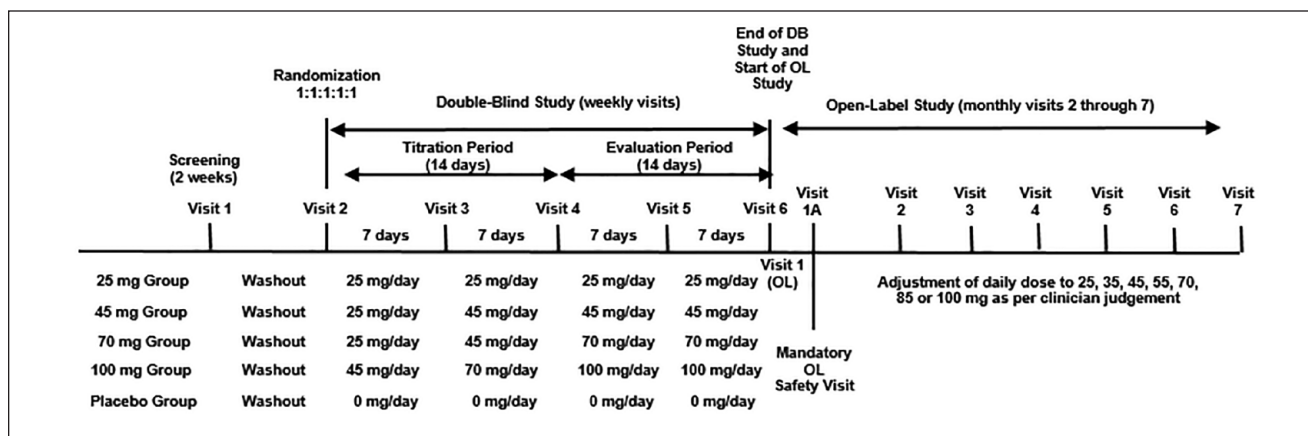 End of DB
Study and
Start of OL
Study
Randomization
1:1:1:1:1
Double-Blind Study (weekly visits)
Open-Label Study (monthly visits 2 through 7)
Titration Period
(14 days)
Evaluation Period
(14 days)
Screening
(2 weeks)
Visit 1
Visit 2
Visit 3
Visit 4
Visit 5
Visit 6
Visit
1A
Visit
2
Visit
3
Visit
4
Visit
5
Visit
6
Visit
7
7 days
7 days
7 days
7 days
Visit 1
(OL)
25 mg Group Washout 25 mg/day 25 mg/day 25 mg/day 25 mg/day
45 mg Group Washout 25 mg/day 45 mg/day 45 mg/day 45 mg/day
70 mg Group Washout 25 mg/day 45 mg/day 70 mg/day 70 mg/day
100 mg Group Washout 45 mg/day 70 mg/day 100 mg/day 100 mg/day
Placebo Group Washout 0 mg/day 0 mg/day 0 mg/day 0 mg/day
Adjustment of daily dose to 25, 35, 45, 55, 70,
85 or 100 mg as per clinician judgement
Mandatory
OL
Safety Visit